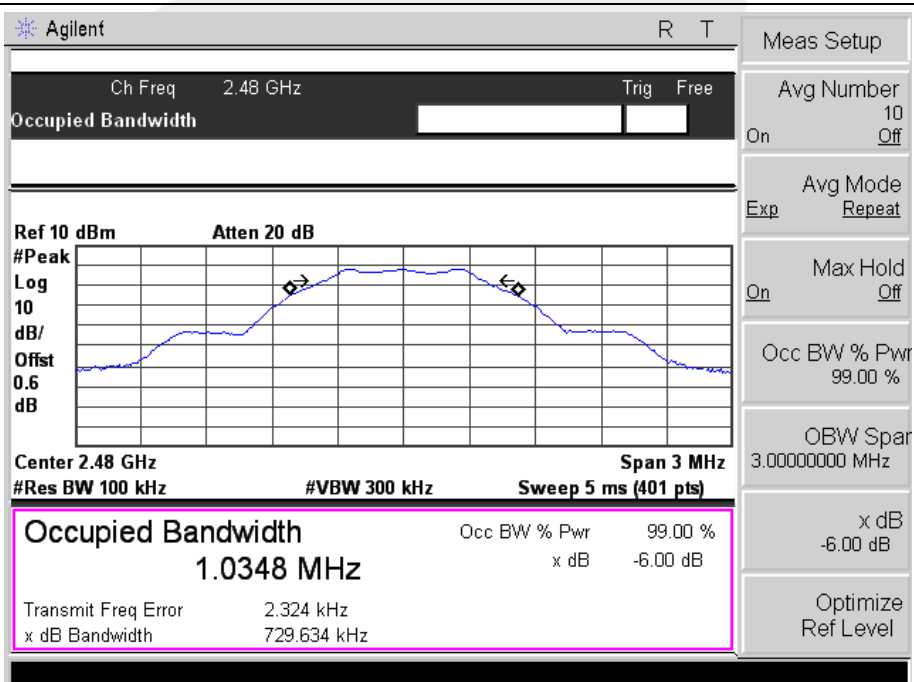 Agilent R T
Ch Freq 2.48 GHz Trig Free
Occupied Bandwidth
Ref 10 dBm Atten 20 dB
#Peak
Log
10
dB/
Offst
0.6
dB
Center 2.48 GHz Span 3 MHz
#Res BW 100 kHz #VBW 300 kHz Sweep 5 ms (401 pts)
Occupied Bandwidth
1.0348 MHz
Occ BW % Pwr 99.00 %
x dB -6.00 dB
Transmit Freq Error 2.324 kHz
x dB Bandwidth 729.634 kHz
Meas Setup
Avg Number
10
On Off
Avg Mode
Exp Repeat
Max Hold
On Off
Occ BW % Pwr
99.00 %
OBW Span
3.00000000 MHz
x dB
-6.00 dB
Optimize
Ref Level